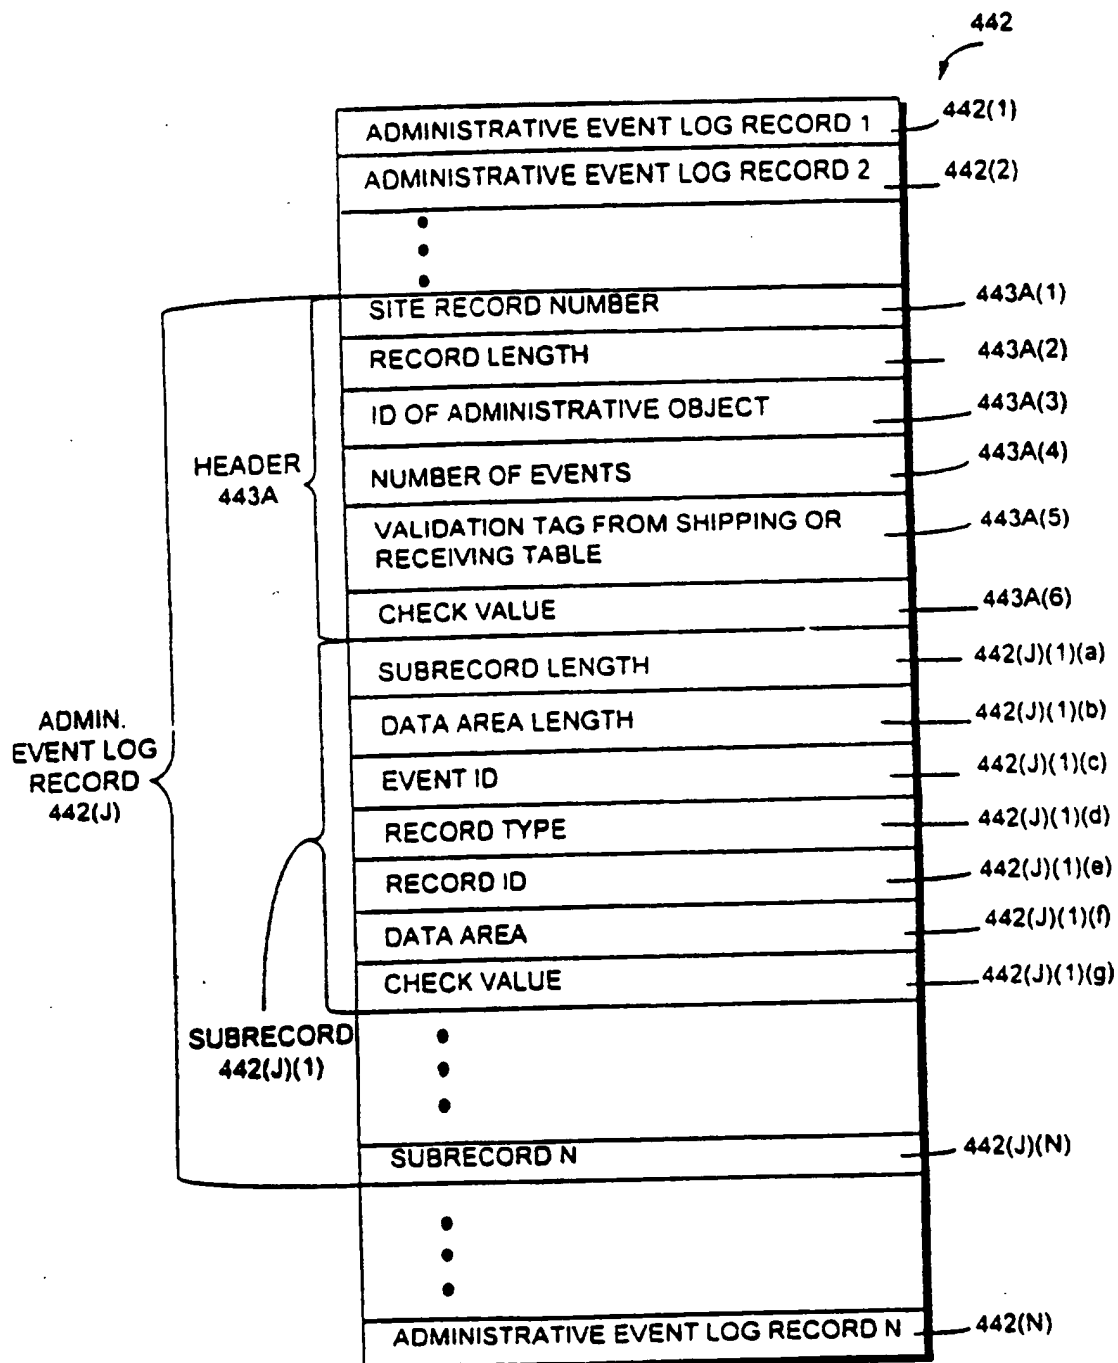 442
ADMINISTRATIVE EVENT LOG RECORD 1 442(1)
ADMINISTRATIVE EVENT LOG RECORD 2 442(2)
SITE RECORD NUMBER 443A(1)
RECORD LENGTH 443A(2)
ID OF ADMINISTRATIVE OBJECT 443A(3)
HEADER
443A
NUMBER OF EVENTS 443A(4)
VALIDATION TAG FROM SHIPPING OR
RECEIVING TABLE 443A(5)
CHECK VALUE 443A(6)
SUBRECORD LENGTH 442(J)(1)(a)
DATA AREA LENGTH 442(J)(1)(b)
ADMIN.
EVENT LOG
RECORD
442(J)
EVENT ID 442(J)(1)(c)
RECORD TYPE 442(J)(1)(d)
RECORD ID 442(J)(1)(e)
DATA AREA 442(J)(1)(f)
CHECK VALUE 442(J)(1)(g)
SUBRECORD
442(J)(1)
SUBRECORD N 442(J)(N)
ADMINISTRATIVE EVENT LOG RECORD N 442(N)